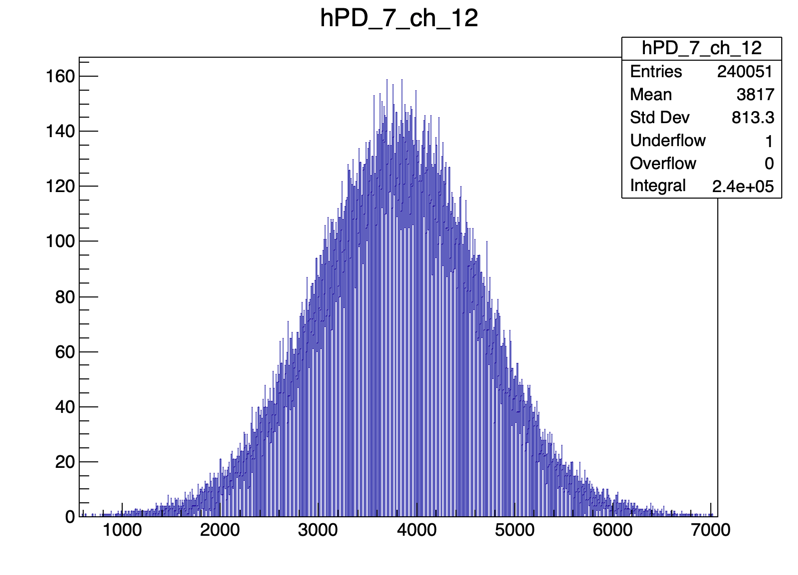 hPD_7_ch_12
hPD_7_ch_12
Entries 240051
Mean 3817
Std Dev 813.3
Underflow 1
Overflow 0
Integral 2.4e+05
160
140
120
100
80
60
40
20
0
1000 2000 3000 4000 5000 6000 7000